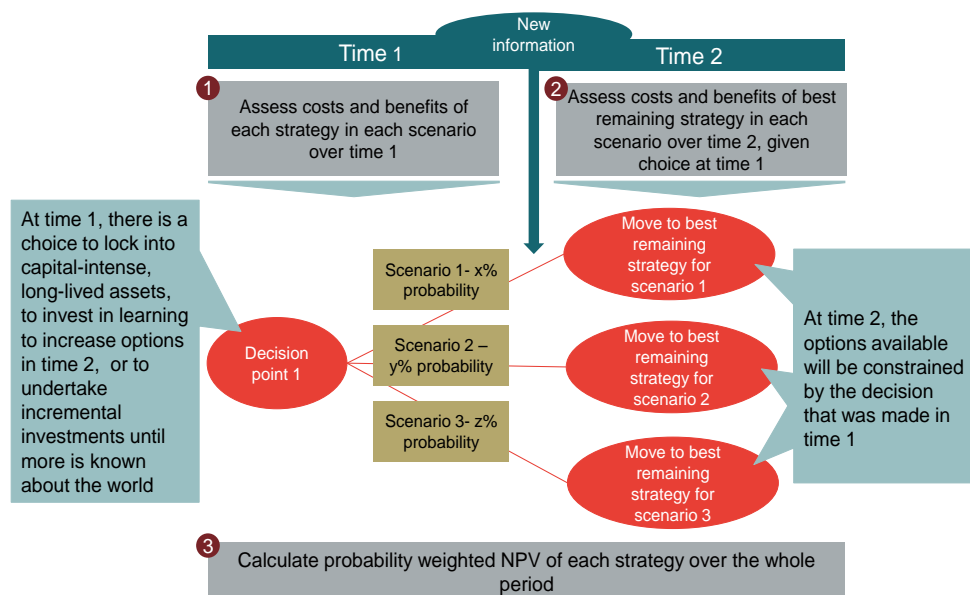 New
information
Time 1
Time 2
1
Assess costs and benefits of
each strategy in each scenario
over time 1
2
Assess costs and benefits of best
remaining strategy in each
scenario over time 2, given
choice at time 1
At time 1, there is a
choice to lock into
capital-intense,
long-lived assets,
to invest in learning
to increase options
in time 2, or to
undertake
incremental
investments until
more is known
about the world
Decision
point 1
Scenario 1- x%
probability
Scenario 2 –
y% probability
Scenario 3- z%
probability
Move to best
remaining
strategy for
scenario 1
Move to best
remaining
strategy for
scenario 2
Move to best
remaining
strategy for
scenario 3
At time 2, the
options available
will be constrained
by the decision
that was made in
time 1
3
Calculate probability weighted NPV of each strategy over the whole
period